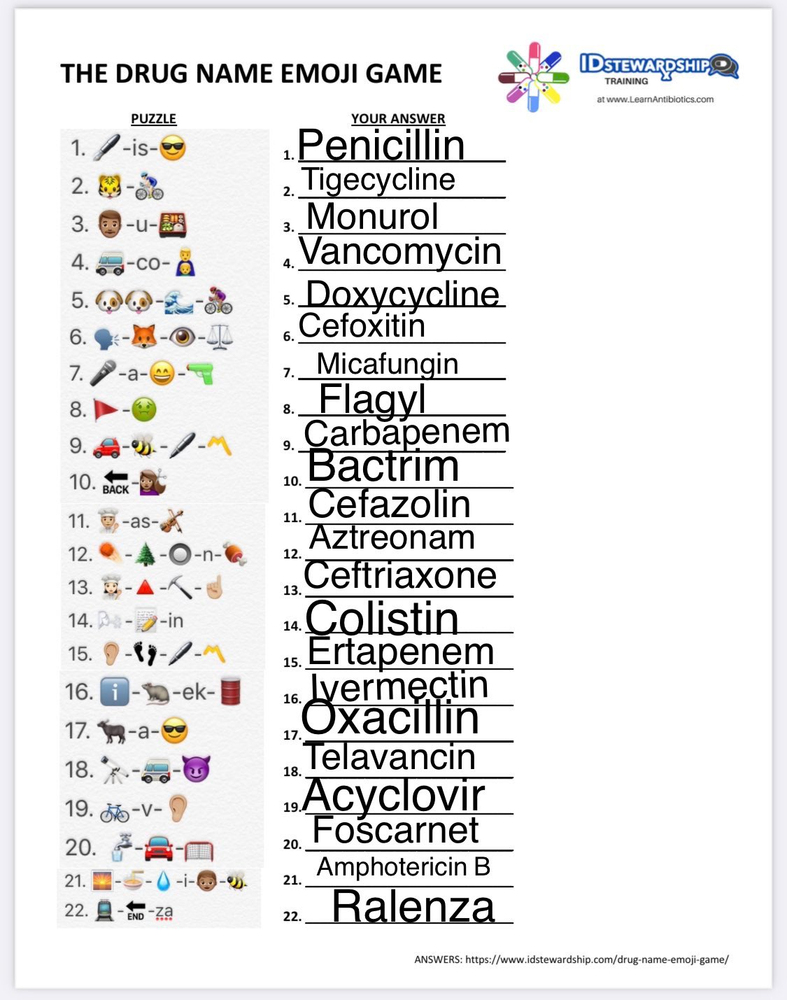 THE DRUG NAME EMOJI GAME
IDSTEWARDSHIP
TRAINING
at www.LearnAntibiotics.com
PUZZLE YOUR ANSWER
1. -is- 1. Penicillin
2. - 2. Tigecycline
3. -u- 3. Monurol
4. -co- 4. Vancomycin
5. - - 5. Doxycycline
6. - - - 6. Cefoxitin
7. -a- - 7. Micafungin
8. - 8. Flagyl
9. - - - 9. Carbapenem
10. BACK - 10. Bactrim
11. -as- 11. Cefazolin
12. - - -n- 12. Aztreonam
13. - - - 13. Ceftriaxone
14. - -in 14. Colistin
15. - - - 15. Ertapenem
16. i - -ek- 16. Ivermectin
17. -a- 17. Oxacillin
18. - - 18. Telavancin
19. -v- 19. Acyclovir
20. - - 20. Foscarnet
21. - - -i- - 21. Amphotericin B
22. - END -za 22. Ralenza
ANSWERS: https://www.idstewardship.com/drug-name-emoji-game/